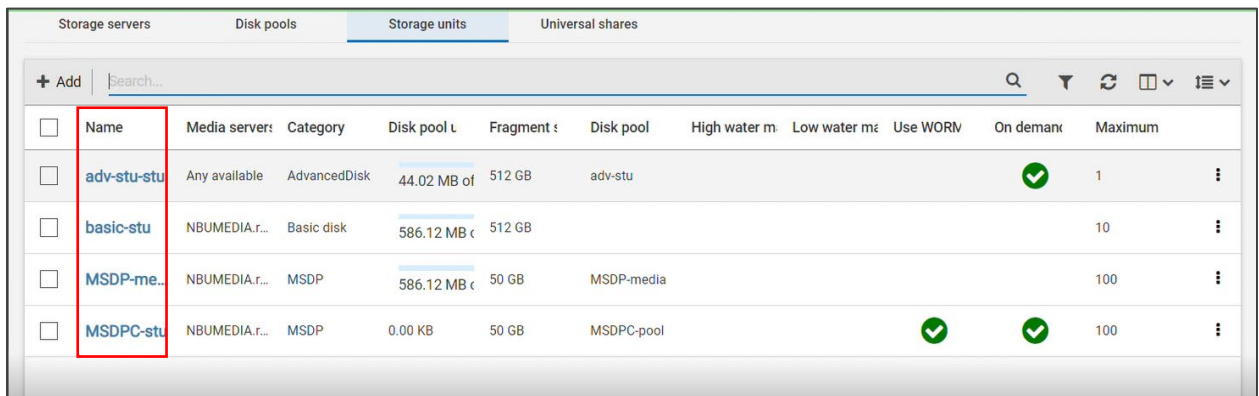 Storage servers Disk pools Storage units Universal shares
+ Add Search...
Name Media servers Category Disk pool u Fragment s Disk pool High water m Low water ma Use WORM On demand Maximum
adv-stu-stu Any available AdvancedDisk 44.02 MB of 512 GB adv-stu 1
basic-stu NBUMEDIA.r... Basic disk 586.12 MB 512 GB 10
MSDP-me... NBUMEDIA.r... MSDP 586.12 MB 50 GB MSDP-media 100
MSDPC-stu NBUMEDIA.r... MSDP 0.00 KB 50 GB MSDPC-pool 100